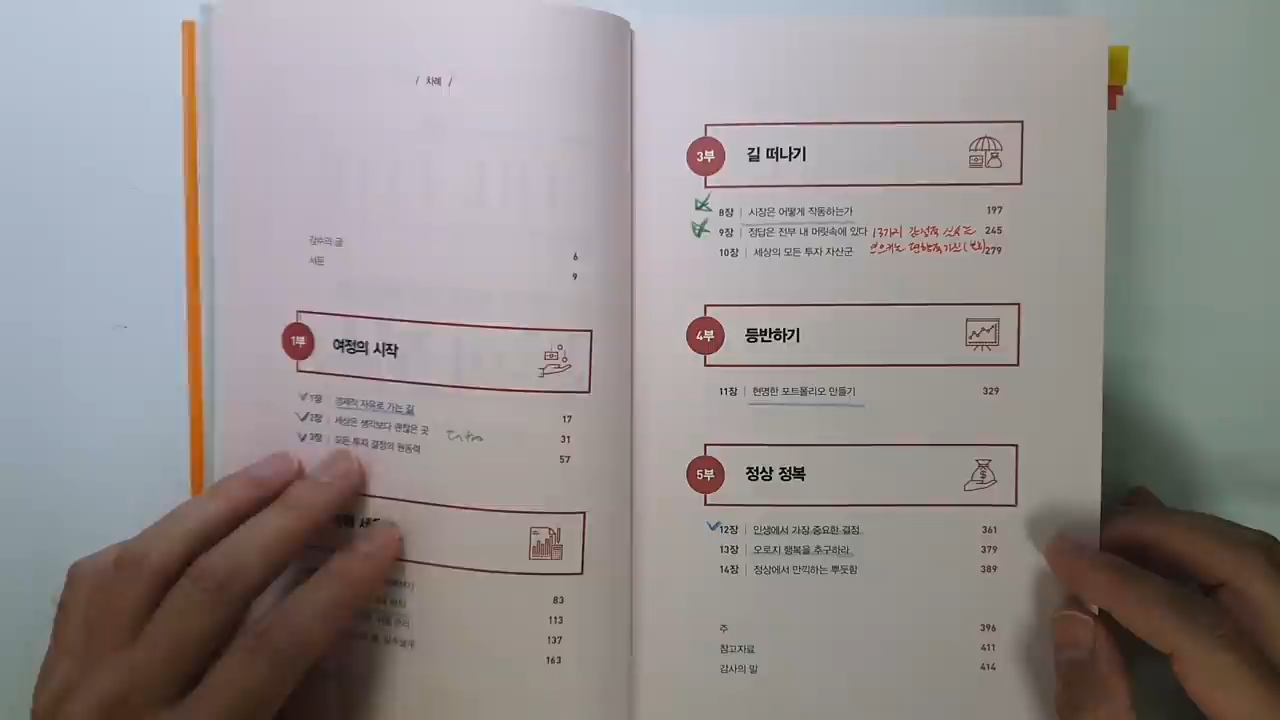 / 차례 /
감수의 글 6
서문 9
1부 여정의 시작
1장 | 경제적 자유로 가는 길 17
2장 | 세상은 생각보다 괜찮은 곳 31
3장 | 모든 투자 결정의 원동력 57
83
113
137
163
3부 길 떠나기
8장 | 시장은 어떻게 작동하는가 197
9장 | 정답은 전부 내 머릿속에 있다 245
10장 | 세상의 모든 투자 자산군 279
4부 등반하기
11장 | 현명한 포트폴리오 만들기 329
5부 정상 정복
12장 | 인생에서 가장 중요한 결정 361
13장 | 오로지 행복을 추구하라 379
14장 | 정상에서 만끽하는 뿌듯함 389
주 396
참고자료 411
감사의 말 414